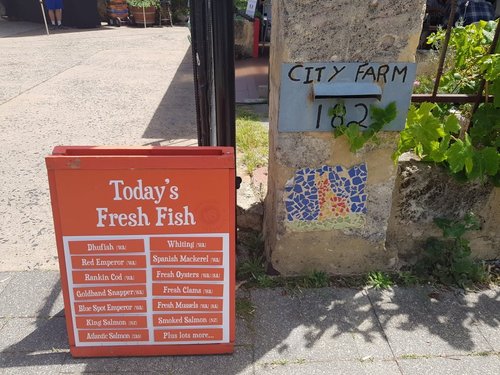 CITY FARM
182
Today's
Fresh Fish
Dhufish (WA)
Red Emperor (WA)
Rankin Cod (WA)
Goldband Snapper (WA)
Blue Spot Emperor (WA)
King Salmon (NZ)
Atlantic Salmon (TAS)
Whiting (WA)
Spanish Mackerel (WA)
Fresh Oysters
Fresh Clams
Fresh Mussels
Smoked Salmon (NZ)
Plus lots more...